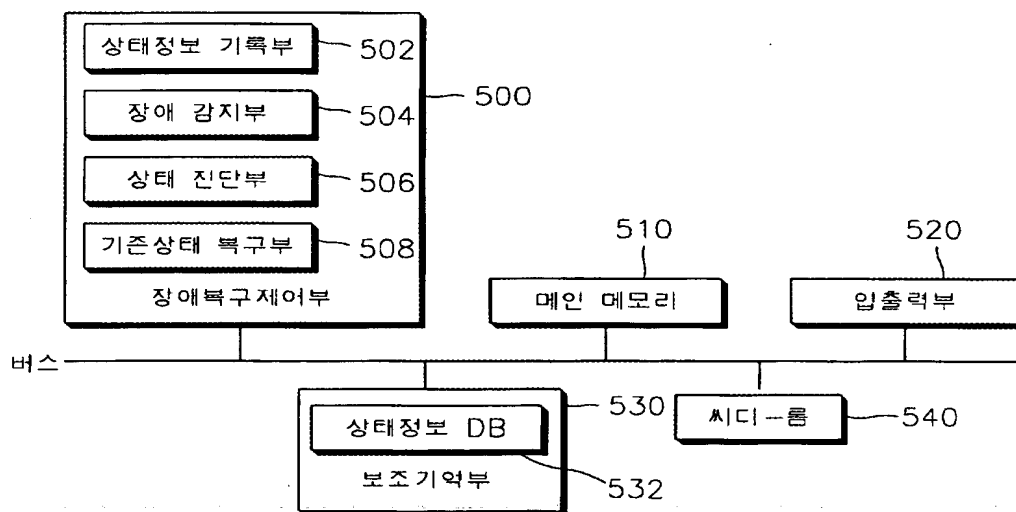 상태정보 기록부 502
500
장애 감지부 504
상태 진단부 506
기존상태 복구부 508
장애복구제어부
510
메인 메모리
520
입출력부
버스
상태정보 DB
530
532
보조기억부
씨디-롬 540